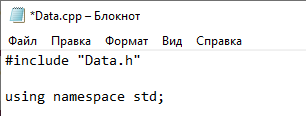 *Data.cpp – Блокнот
Файл Правка Формат Вид Справка
#include "Data.h"
using namespace std;